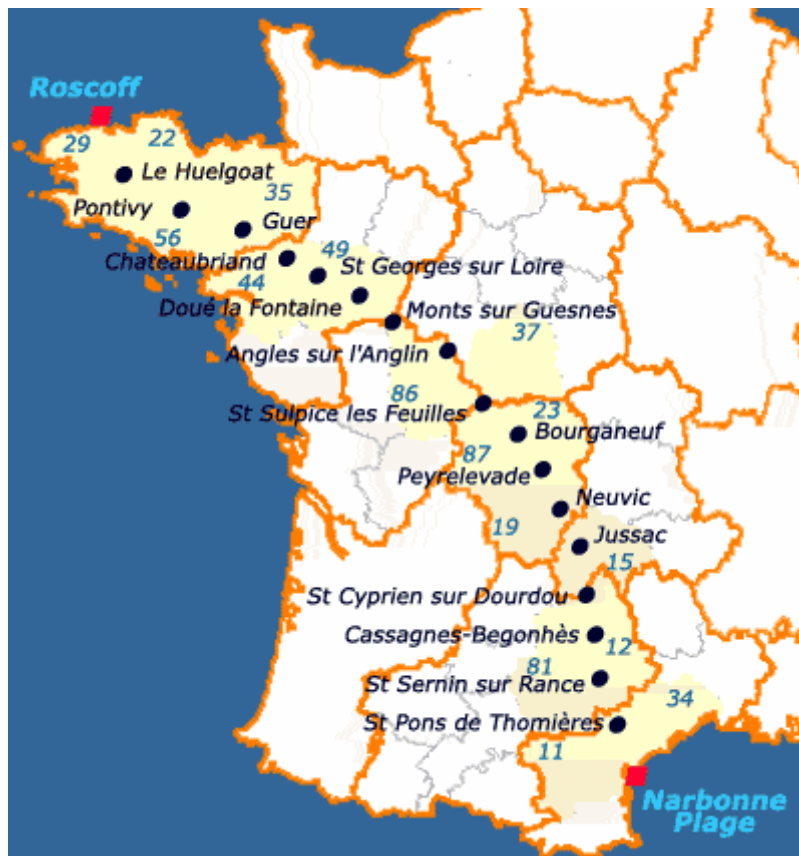 Roscoff
29
22
Le Huelgoat
35
Pontivy
Guer
56
Chateaubriand
49
St Georges sur Loire
44
Doué la Fontaine
Monts sur Guesnes
37
Angles sur l'Anglin
86
St Sulpice les Feuilles
23
Bourganeuf
87
Peyrelevade
Neuvic
19
Jussac
15
St Cyprien sur Dourdou
Cassagnes-Begonhès
12
81
St Sernin sur Rance
34
St Pons de Thomières
11
Narbonne
Plage